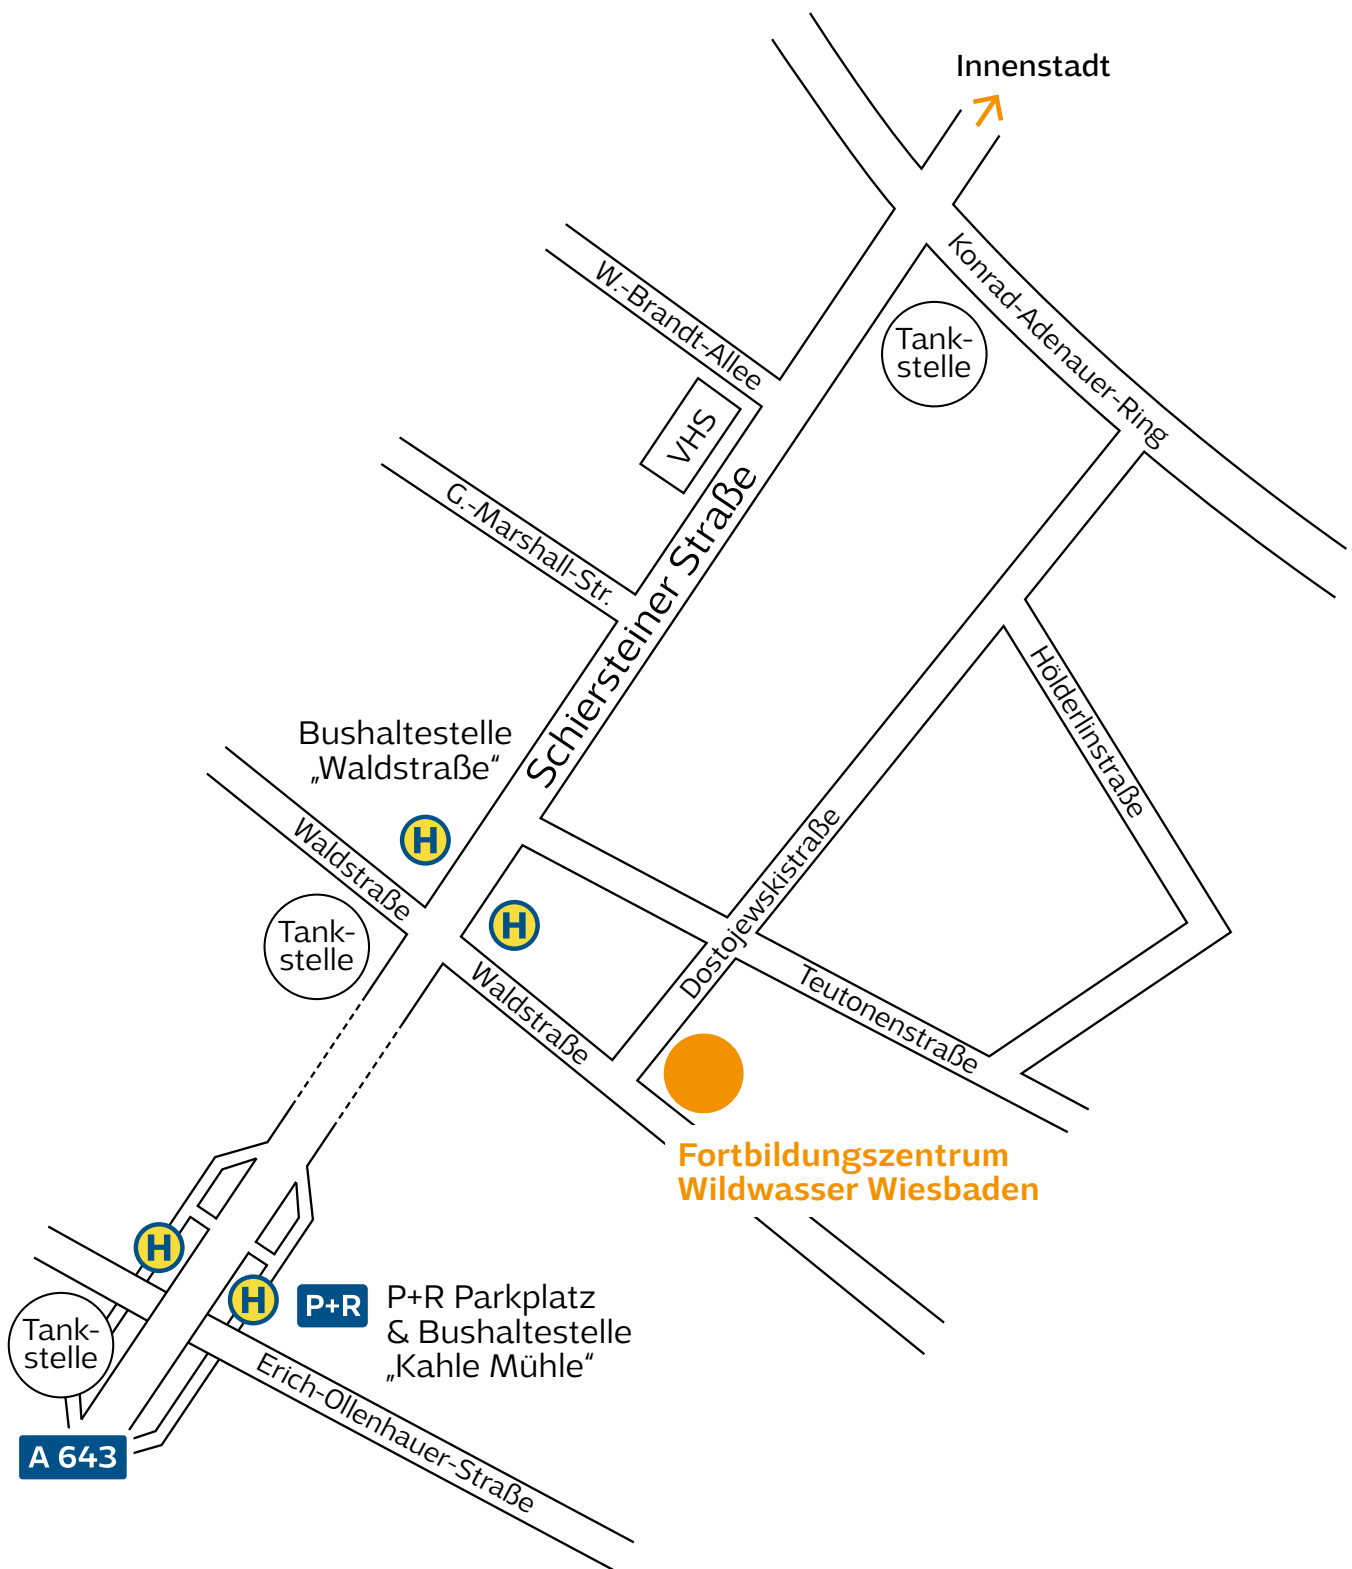 Innenstadt
Konrad-Adenauer-Ring
W.-Brandt-Allee
Tank-
stelle
VHS
G.-Marshall-Str.
Schiersteiner Straße
Hölderlinstraße
Bushaltestelle
„Waldstraße“
H
Waldstraße
Dostojewskistraße
H
Tank-
stelle
Waldstraße
Teutonenstraße
Fortbildungszentrum
Wildwasser Wiesbaden
H
H
P+R
P+R Parkplatz
& Bushaltestelle
„Kahle Mühle“
Tank-
stelle
Erich-Ollenhauer-Straße
A 643